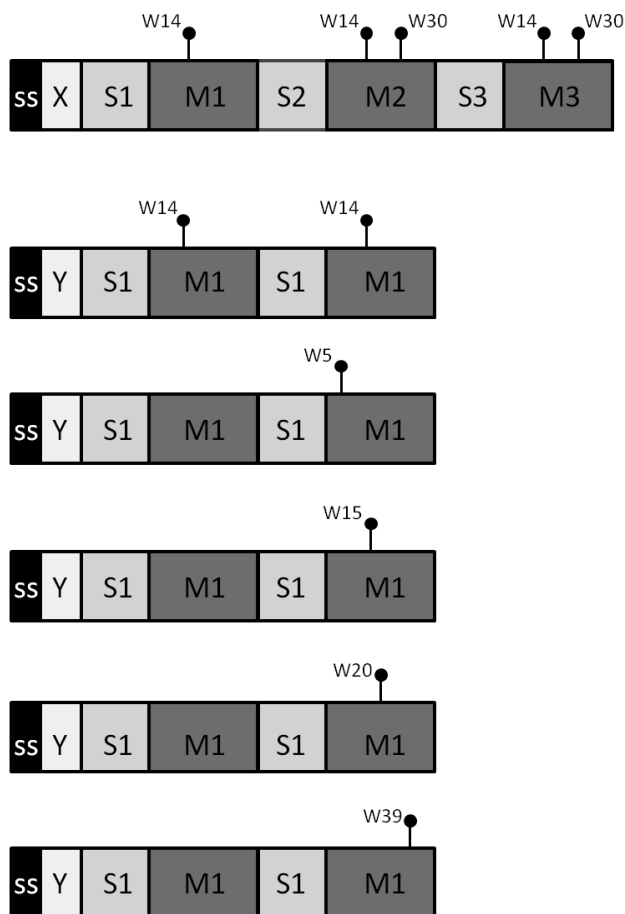 W14 W14 W30 W14 W30
ss X S1 M1 S2 M2 S3 M3
W14 W14
ss Y S1 M1 S1 M1
W5
ss Y S1 M1 S1 M1
W15
ss Y S1 M1 S1 M1
W20
ss Y S1 M1 S1 M1
W39
ss Y S1 M1 S1 M1